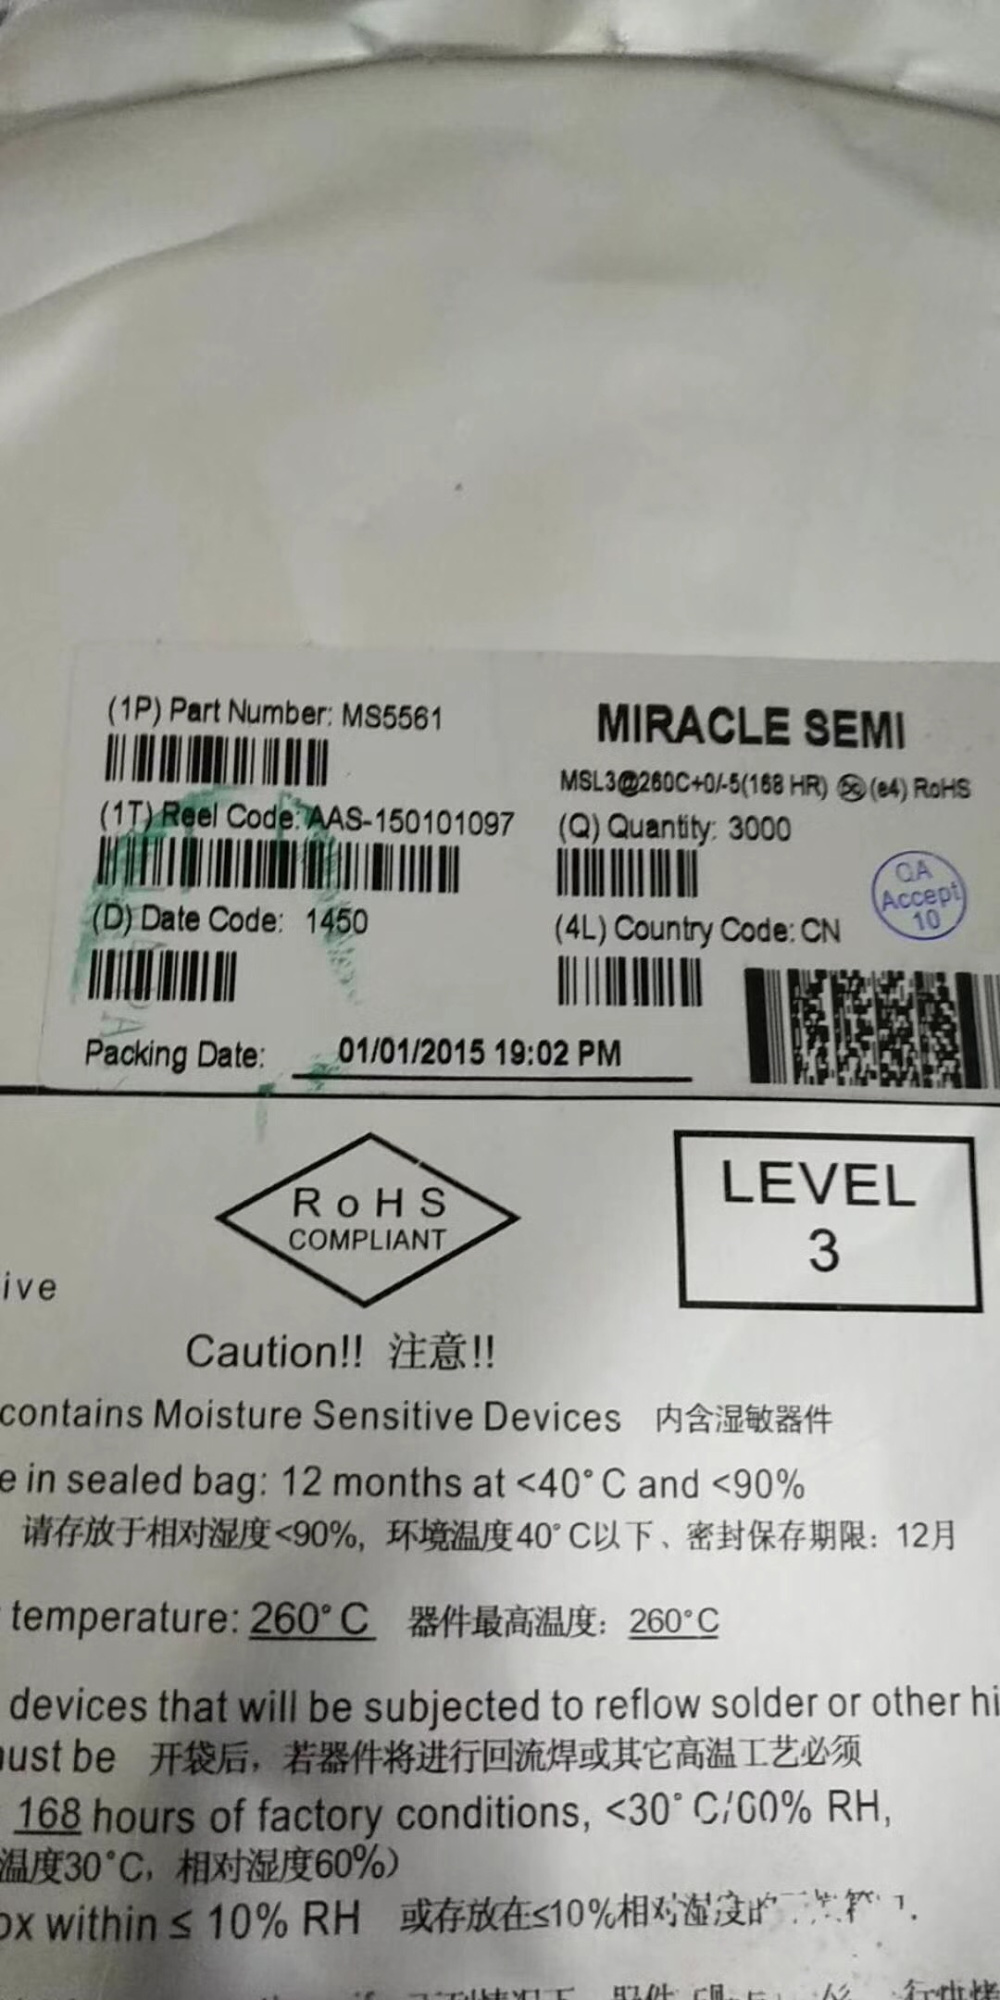 (1P) Part Number: MS5561
MIRACLE SEMI
MSL3@260C+0/-5(168 HR) (e4) RoHS
(1T) Reel Code: AAS-150101097
(Q) Quantity: 3000
QA
Accept
10
(D) Date Code: 1450
(4L) Country Code: CN
Packing Date: 01/01/2015 19:02 PM
RoHS
COMPLIANT
LEVEL
3
ive
Caution!! 注意!!
contains Moisture Sensitive Devices 内含湿敏器件
e in sealed bag: 12 months at <40°C and <90%
请存放于相对湿度<90%, 环境温度40°C以下、密封保存期限：12月
temperature: 260°C 器件最高温度：260°C
devices that will be subjected to reflow solder or other hi
ust be 开袋后，若器件将进行回流焊或其它高温工艺必须
168 hours of factory conditions, <30°C/60% RH,
温度30°C，相对湿度60%）
ox within ≤ 10% RH 或存放在≤10%相对湿度的